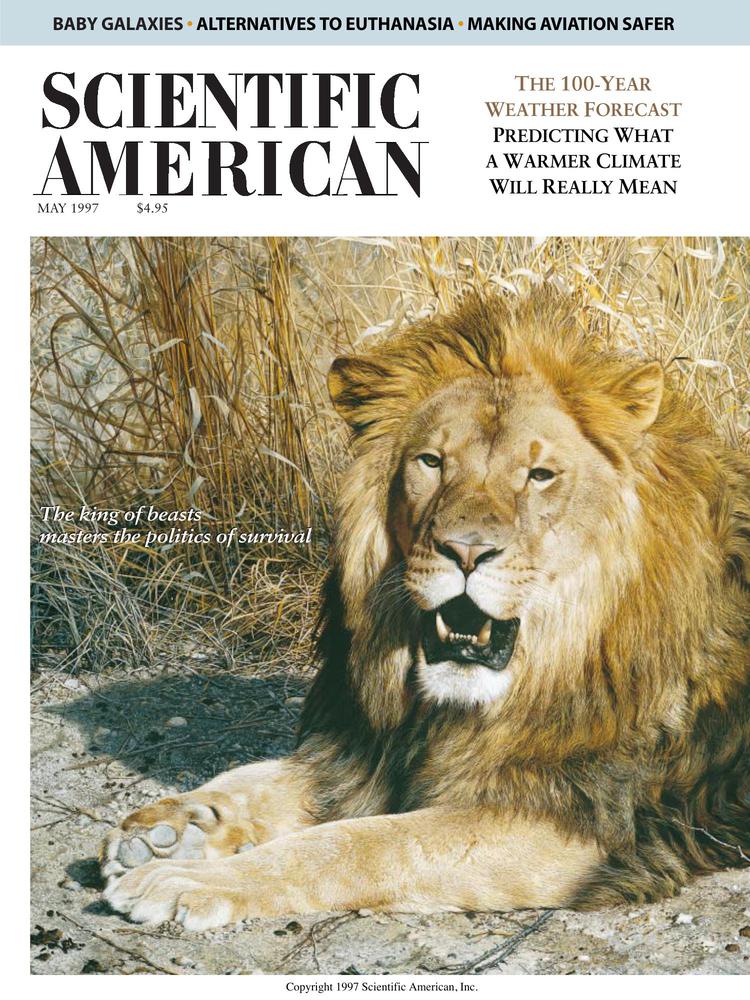 BABY GALAXIES • ALTERNATIVES TO EUTHANASIA • MAKING AVIATION SAFER
SCIENTIFIC
AMERICAN
MAY 1997 $4.95
THE 100-YEAR
WEATHER FORECAST
PREDICTING WHAT
A WARMER CLIMATE
WILL REALLY MEAN
The king of beasts
masters the politics of survival
Copyright 1997 Scientific American, Inc.